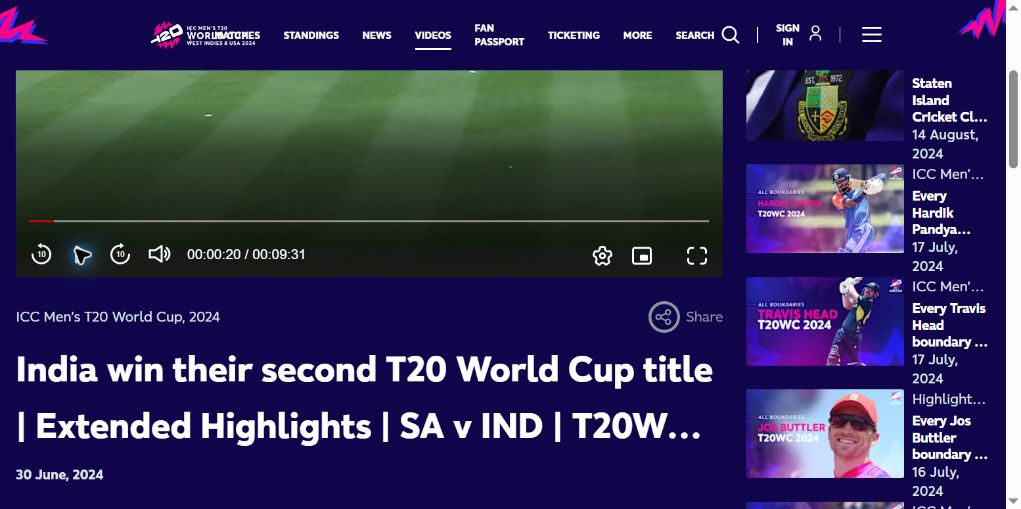 ICC MEN'S T20
WORLD CUP
WEST INDIES & USA 2024
MATCHES
STANDINGS
NEWS
VIDEOS
FAN
PASSPORT
TICKETING
MORE
SEARCH
SIGN
IN
10
10
00:00:20 / 00:09:31
ICC Men's T20 World Cup, 2024
Share
India win their second T20 World Cup title
| Extended Highlights | SA v IND | T20W...
30 June, 2024
EST. 1872
Staten
Island
Cricket Cl...
14 August,
2024
ALL BOUNDARIES
HARDIK PANDYA
T20WC 2024
ICC Men'...
Every
Hardik
Pandya...
17 July,
2024
ALL BOUNDARIES
TRAVIS HEAD
T20WC 2024
ICC Men'...
Every Travis
Head
boundary ...
17 July,
2024
ALL BOUNDARIES
JOS BUTTLER
T20WC 2024
Highlight...
Every Jos
Buttler
boundary ...
16 July,
2024